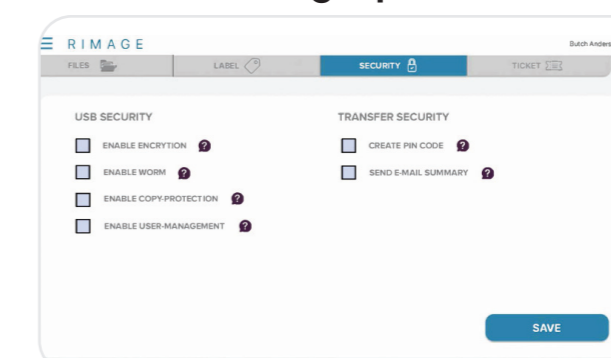 RIMAGE
Butch Anders
FILES LABEL SECURITY TICKET
USB SECURITY
ENABLE ENCRYTION ?
ENABLE WORM ?
ENABLE COPY-PROTECTION ?
ENABLE USER-MANAGEMENT ?
TRANSFER SECURITY
CREATE PIN CODE ?
SEND E-MAIL SUMMARY ?
SAVE